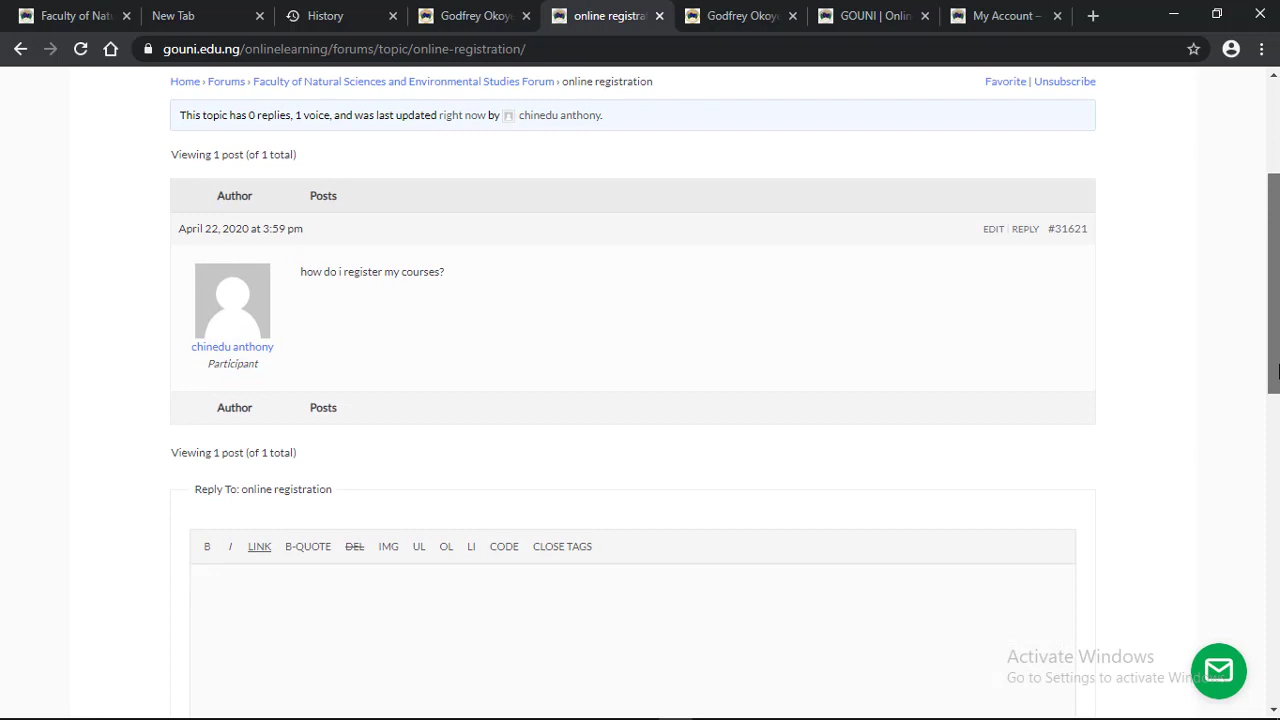 Faculty of Natu
New Tab
History
Godfrey Okoye
online registra
Godfrey Okoye
GOUNI | Onlin
My Account –
gouni.edu.ng/onlinelearning/forums/topic/online-registration/
Home › Forums › Faculty of Natural Sciences and Environmental Studies Forum › online registration
Favorite | Unsubscribe
This topic has 0 replies, 1 voice, and was last updated right now by chinedu anthony.
Viewing 1 post (of 1 total)
Author Posts
April 22, 2020 at 3:59 pm
EDIT | REPLY #31621
how do i register my courses?
chinedu anthony
Participant
Author Posts
Viewing 1 post (of 1 total)
Reply To: online registration
B I LINK B-QUOTE DEL IMG UL OL LI CODE CLOSE TAGS
Activate Windows
Go to Settings to activate Windows.